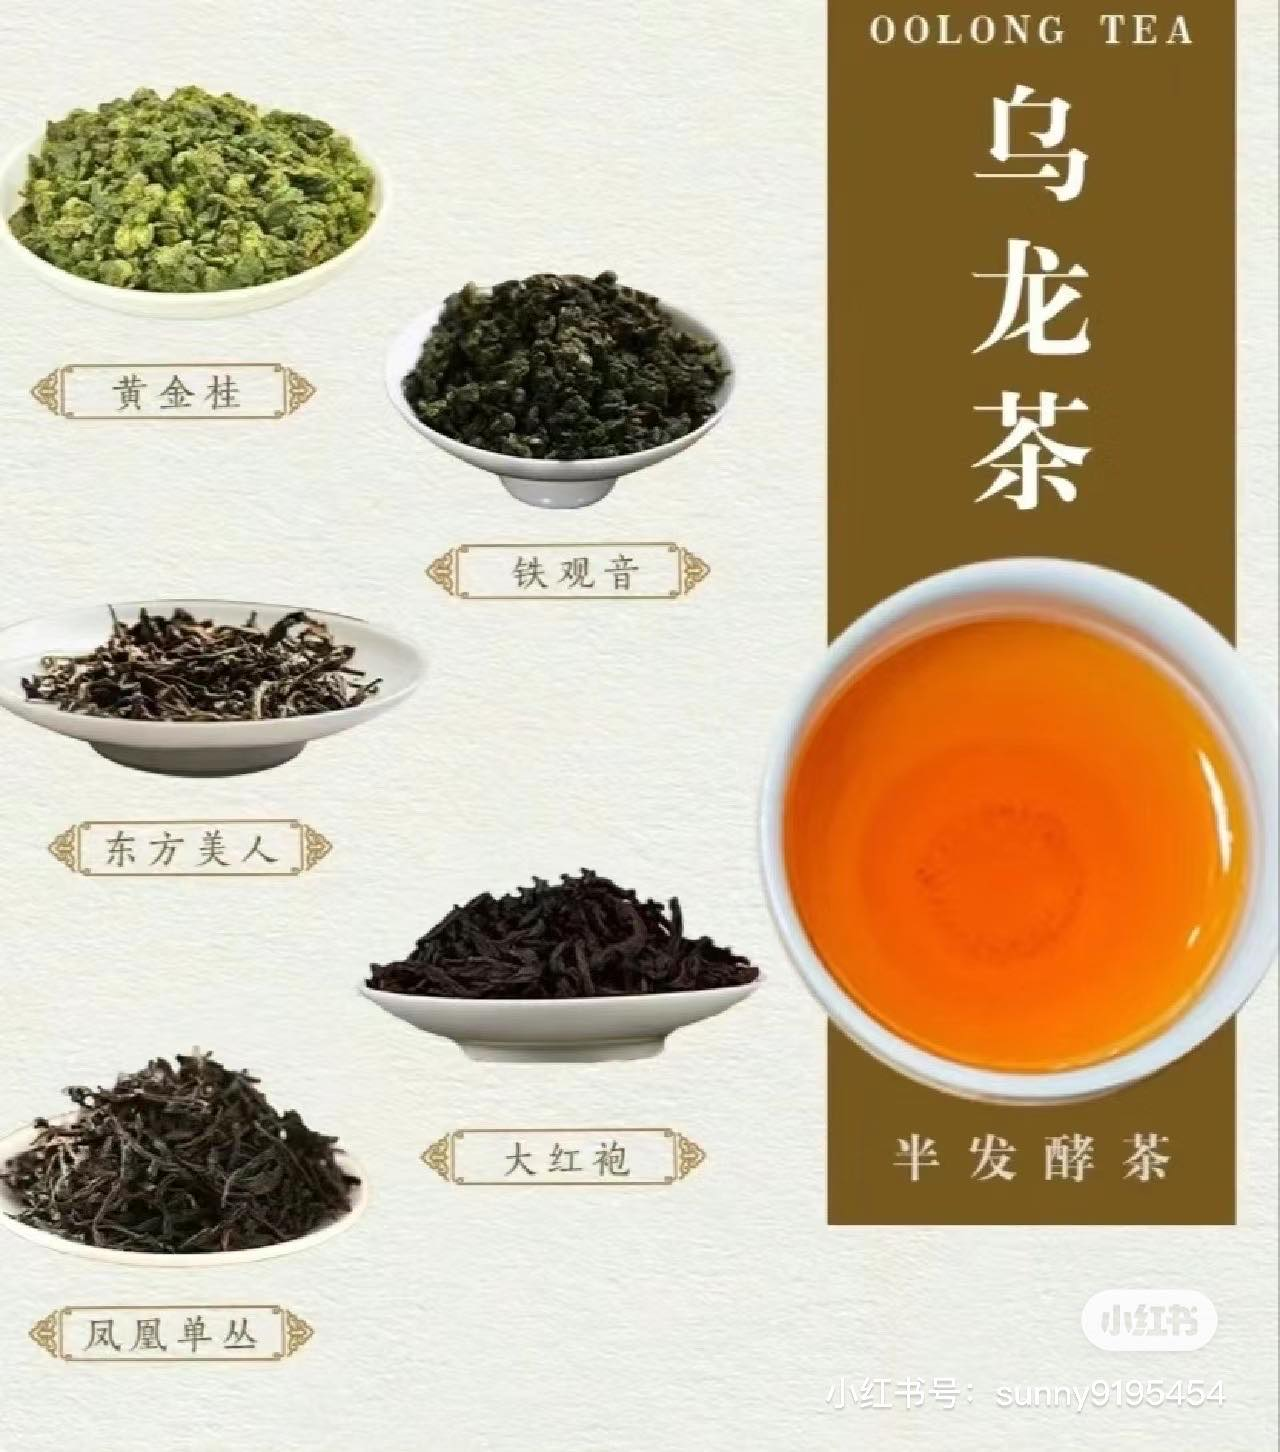 OOLONG TEA
乌龙茶
黄金桂
铁观音
东方美人
大红袍
凤凰单丛
半发酵茶
小红书
小红书号：sunny9195454